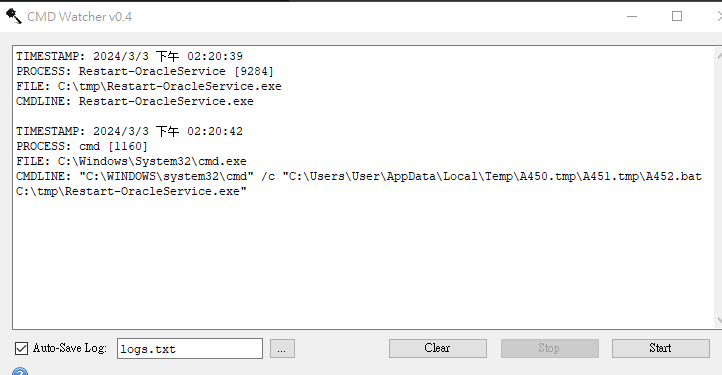 CMD Watcher v0.4
TIMESTAMP: 2024/3/3 下午 02:20:39
PROCESS: Restart-OracleService [9284]
FILE: C:\tmp\Restart-OracleService.exe
CMDLINE: Restart-OracleService.exe
TIMESTAMP: 2024/3/3 下午 02:20:42
PROCESS: cmd [1160]
FILE: C:\Windows\System32\cmd.exe
CMDLINE: "C:\WINDOWS\system32\cmd" /c "C:\Users\User\AppData\Local\Temp\A450.tmp\A451.tmp\A452.bat
C:\tmp\Restart-OracleService.exe"
Auto-Save Log: logs.txt ... Clear Stop Start
?